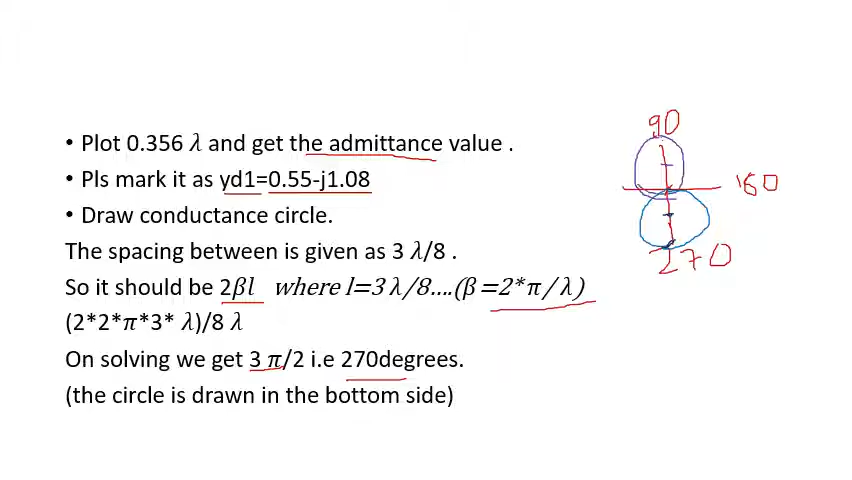 • Plot 0.356 𝜆 and get the admittance value .
• Pls mark it as yd1=0.55-j1.08
• Draw conductance circle.
The spacing between is given as 3 𝜆/8 .
So it should be 2𝛽𝑙 𝑤ℎ𝑒𝑟𝑒 𝑙=3 𝜆/8….(β =2*π / λ)
(2*2*𝜋*3* 𝜆)/8 𝜆
On solving we get 3 𝜋/2 i.e 270degrees.
(the circle is drawn in the bottom side)
90
180
270